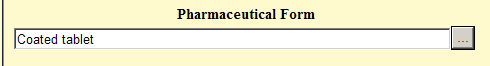 Pharmaceutical Form
Coated tablet
...